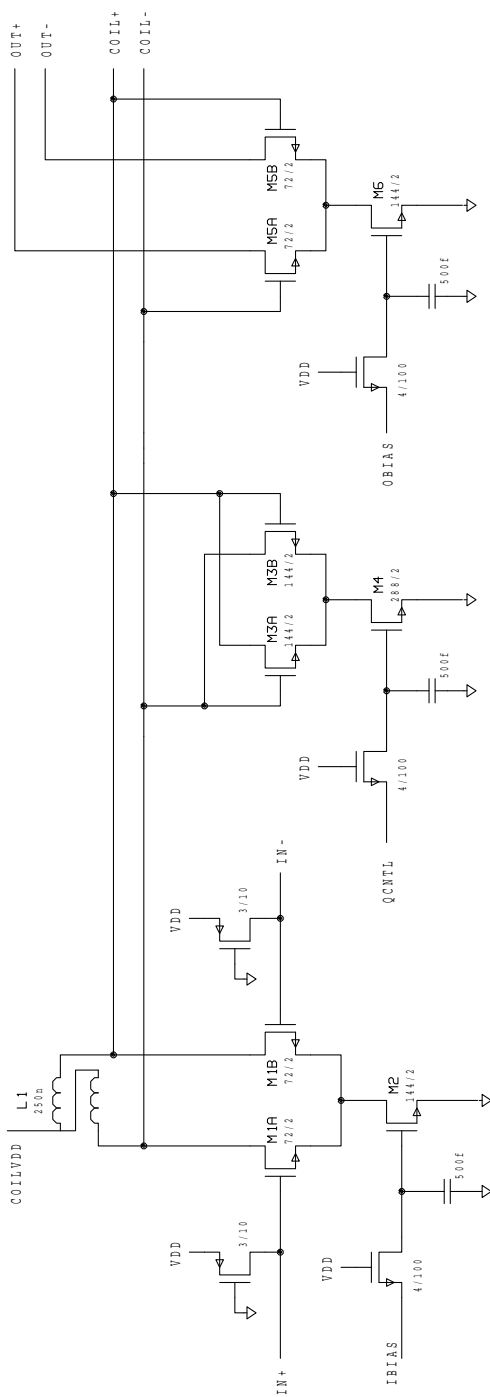 COILVDD
L1
250n
OUT+
OUT-
COIL+
COIL-
VDD
3/10
IN+
M1A
72/2
M1B
72/2
VDD
3/10
IN-
VDD
4/100
IBIAS
500f
M2
144/2
M3A
144/2
M3B
144/2
VDD
4/100
QCNTL
500f
M4
288/2
M5A
72/2
M5B
72/2
VDD
4/100
OBIAS
500f
M6
144/2